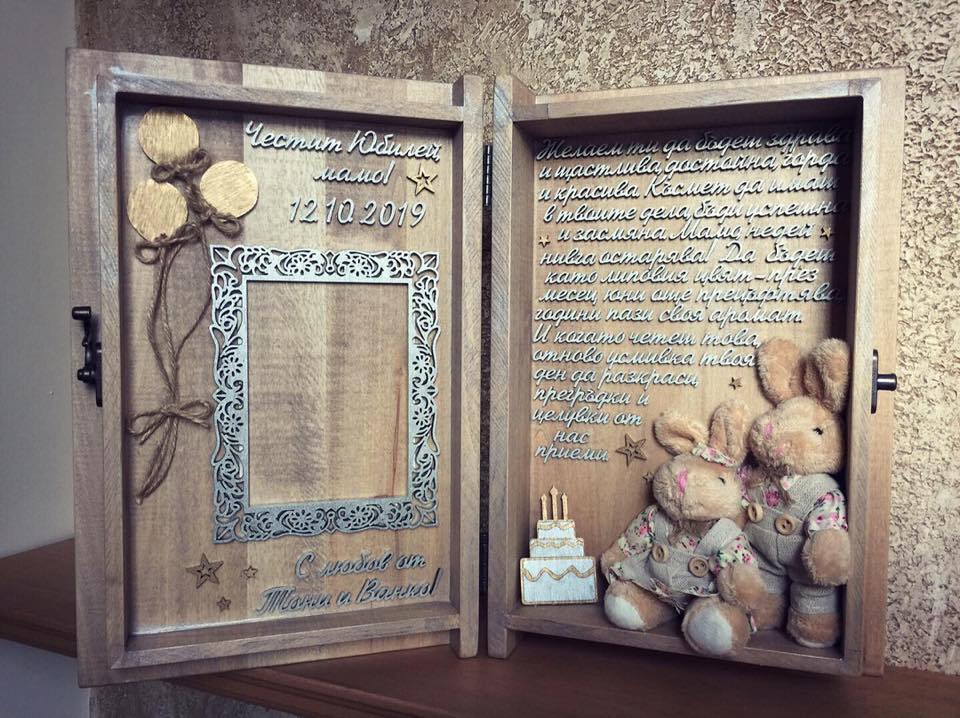 Честит Юбилей,
мамо!
12.10.2019
С любов от
Тони и Ванко!
Желаем ти да бъдеш здрава
и щастлива, достойна, горда
и красива. Късмет да имаш
в твоите дела, бъди успешна
и засмяна. Мамо, недей
нивга остарява! Да бъдеш
като липовия цвят-през
месец юни още прецъфтява,
години пази своя аромат.
И когато четеш това,
отново усмивка твоя
ден да разкраси,
прегръдки и
целувки от
нас
приеми.